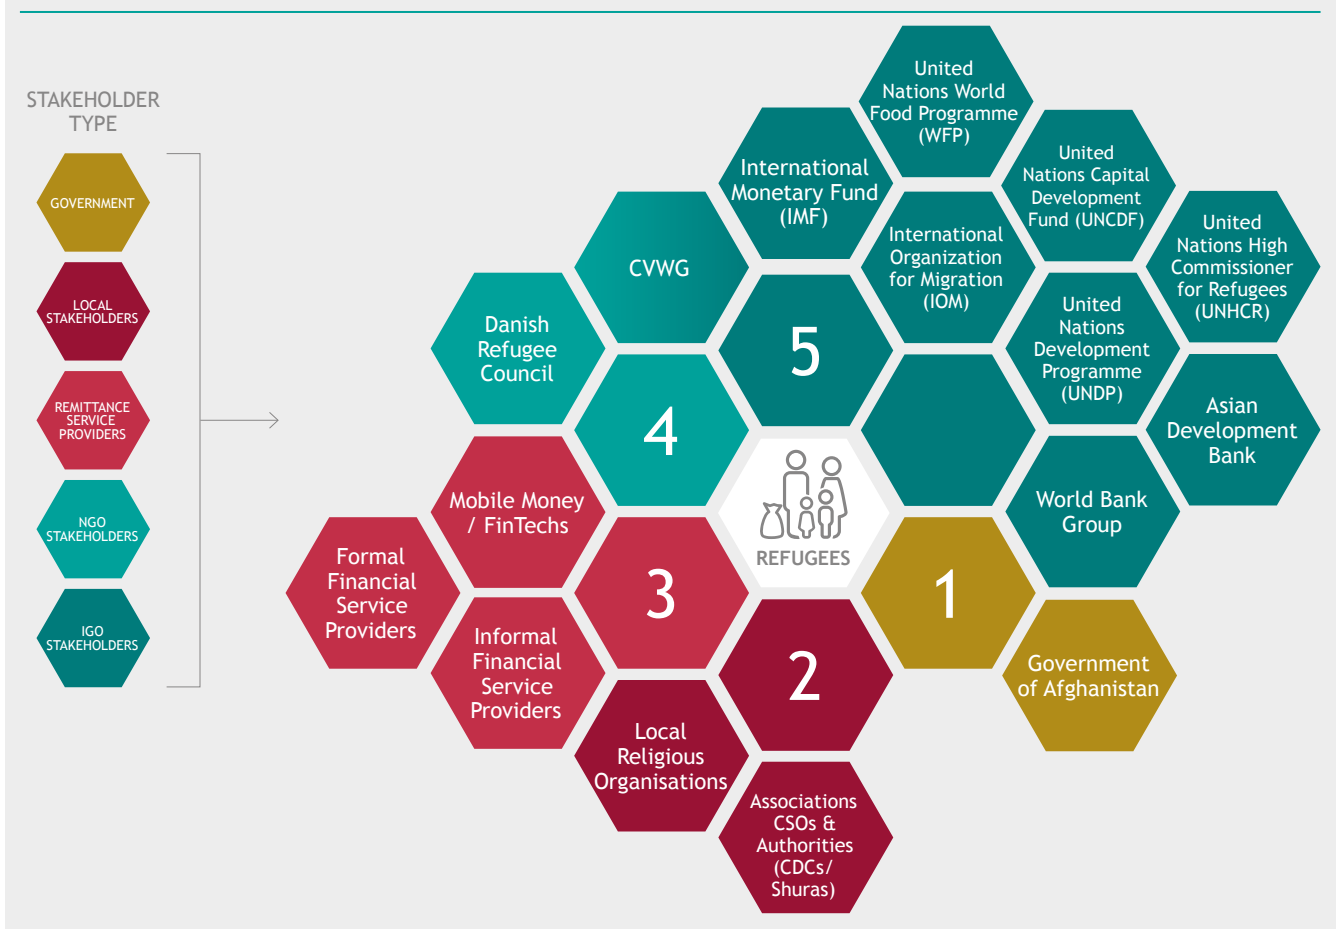 STAKEHOLDER
TYPE
GOVERNMENT
LOCAL
STAKEHOLDERS
REMITTANCE
SERVICE
PROVIDERS
NGO
STAKEHOLDERS
IGO
STAKEHOLDERS
United
Nations World
Food Programme
(WFP)
International
Monetary Fund
(IMF)
United
Nations Capital
Development
Fund (UNCDF)
CVWG
International
Organization
for Migration
(IOM)
United
Nations High
Commissioner
for Refugees
(UNHCR)
Danish
Refugee
Council
5
United
Nations
Development
Programme
(UNDP)
4
Asian
Development
Bank
Mobile Money
/ FinTechs
REFUGEES
World Bank
Group
Formal
Financial
Service
Providers
3
1
Informal
Financial
Service
Providers
2
Government
of Afghanistan
Local
Religious
Organisations
Associations
CSOs &
Authorities
(CDCs/
Shuras)